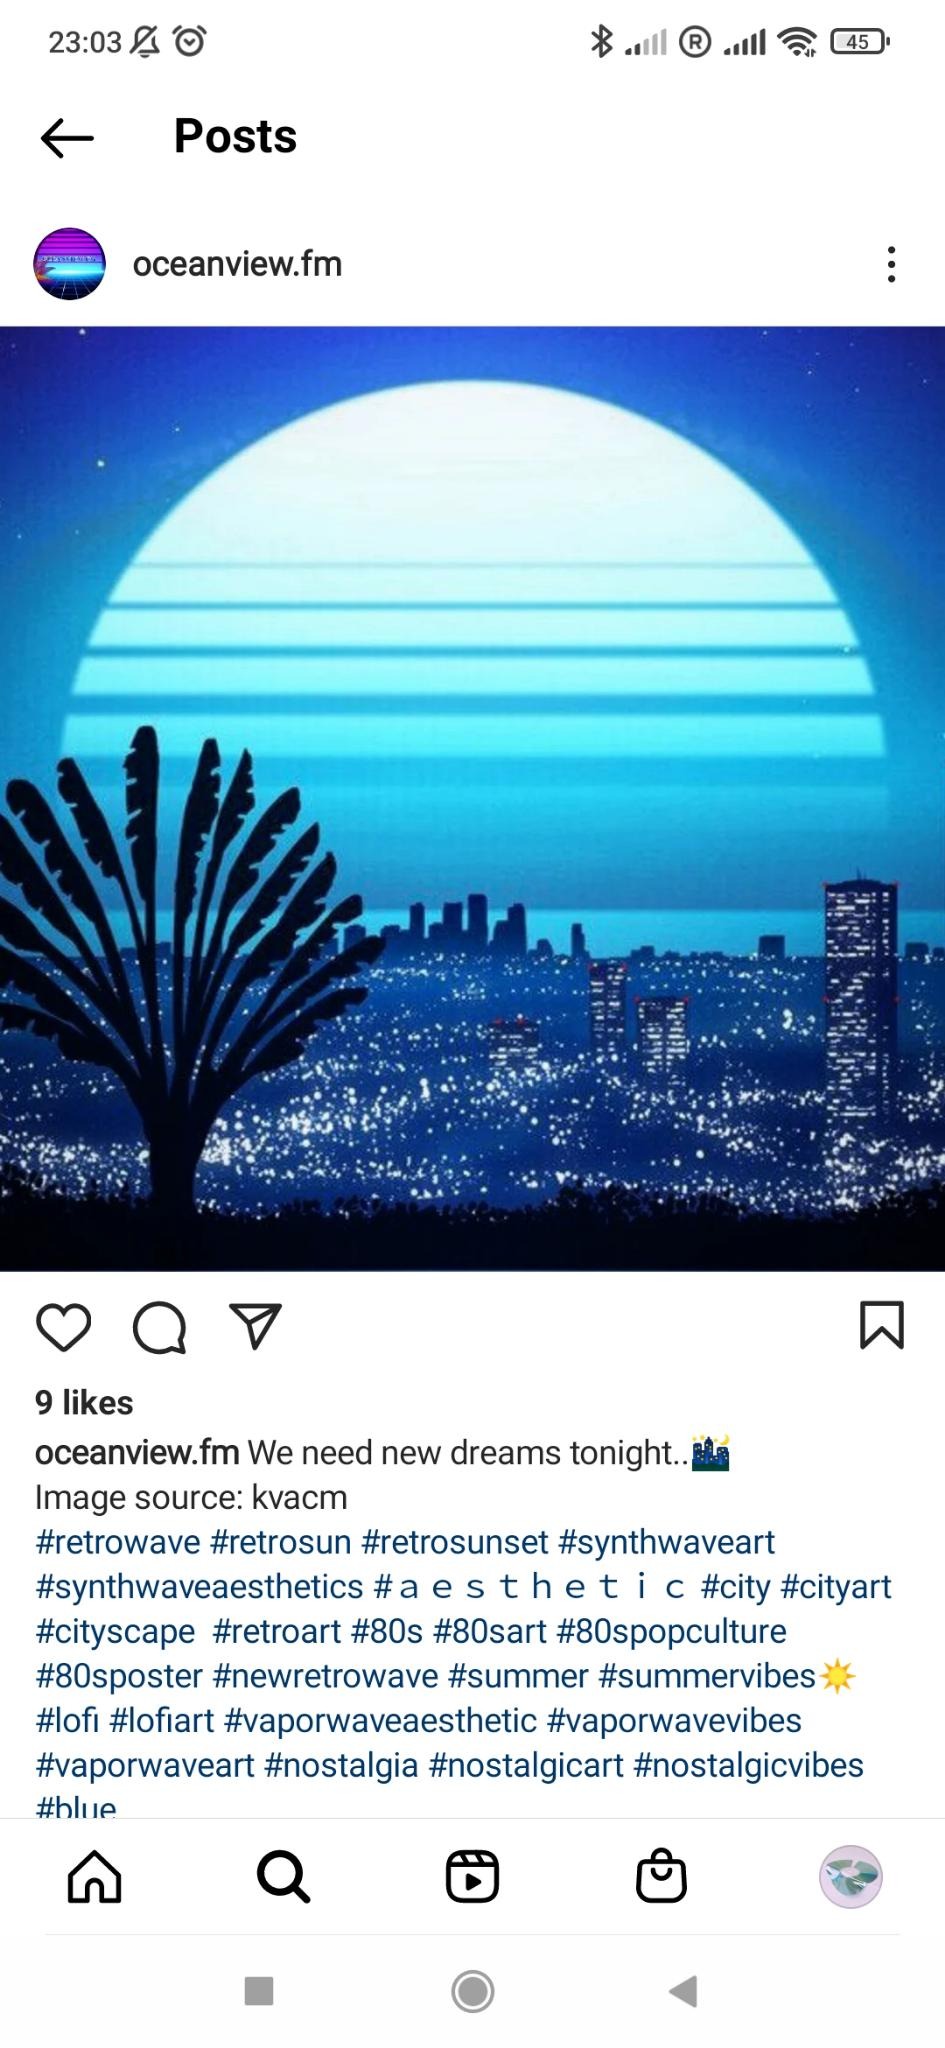 23:03 R 45
Posts
oceanview.fm
9 likes
oceanview.fm We need new dreams tonight..🌃
Image source: kvacm
#retrowave #retrosun #retrosunset #synthwaveart
#synthwaveaesthetics #ａｅｓｔｈｅｔｉｃ #city #cityart
#cityscape  #retroart #80s #80sart #80spopculture
#80sposter #newretrowave #summer #summervibes☀️
#lofi #lofiart #vaporwaveaesthetic #vaporwavevibes
#vaporwaveart #nostalgia #nostalgicart #nostalgicvibes
#blue